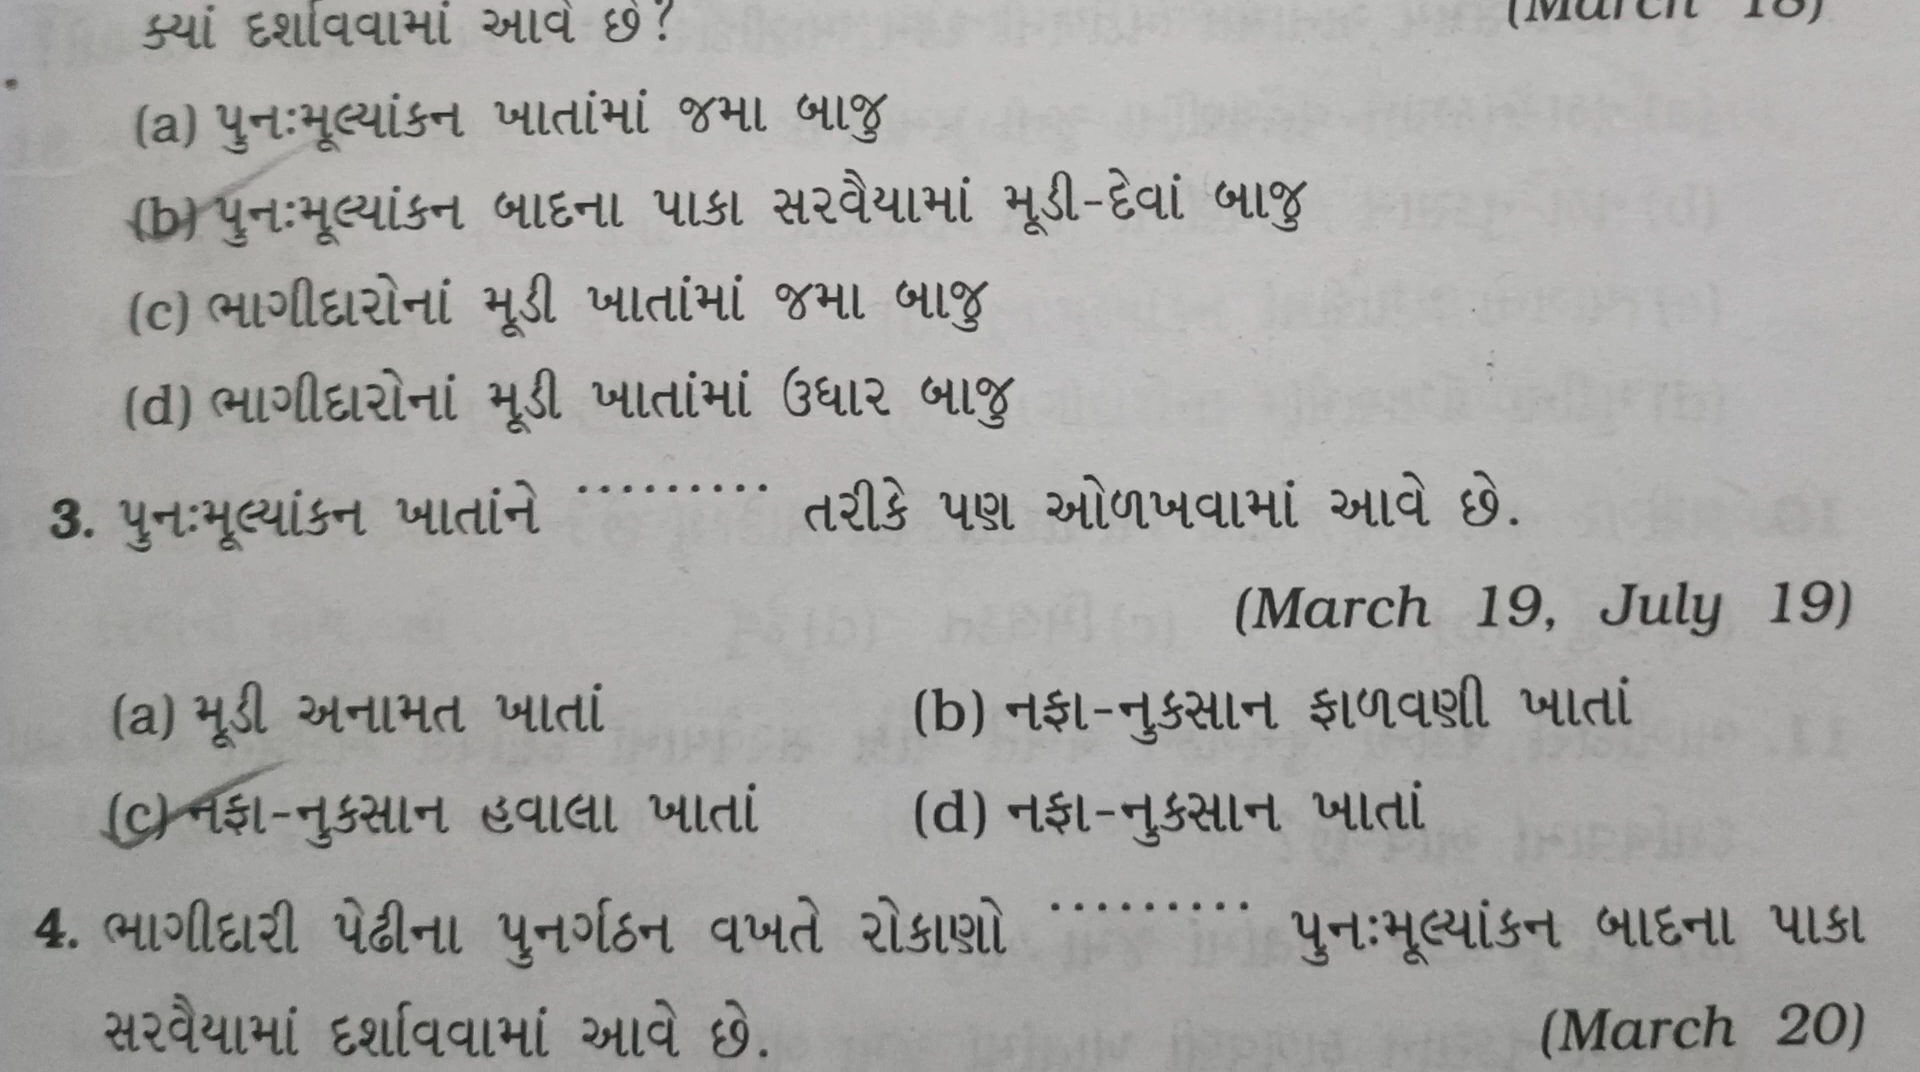 ક્યાં દર્શાવવામાં આવે છે? (March 18)
(a) પુનઃમૂલ્યાંકન ખાતાંમાં જમા બાજુ
(b) પુનઃમૂલ્યાંકન બાદના પાકા સરવૈયામાં મૂડી-દેવાં બાજુ
(c) ભાગીદારોનાં મૂડી ખાતાંમાં જમા બાજુ
(d) ભાગીદારોનાં મૂડી ખાતાંમાં ઉધાર બાજુ
3. પુનઃમૂલ્યાંકન ખાતાંને ......... તરીકે પણ ઓળખવામાં આવે છે.
(March 19, July 19)
(a) મૂડી અનામત ખાતાં (b) નફા-નુકસાન ફાળવણી ખાતાં
(c) નફા-નુકસાન હવાલા ખાતાં (d) નફા-નુકસાન ખાતાં
4. ભાગીદારી પેઢીના પુનર્ગઠન વખતે રોકાણો ......... પુનઃમૂલ્યાંકન બાદના પાકા
સરવૈયામાં દર્શાવવામાં આવે છે. (March 20)